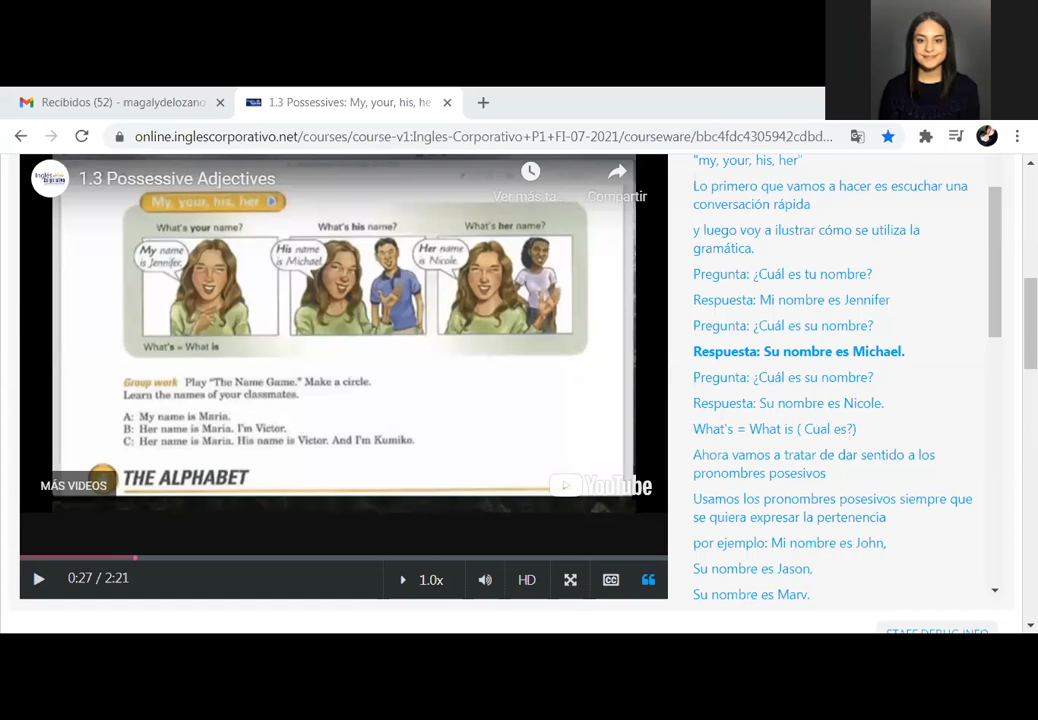 Recibidos (52) - magalydelozano
1.3 Possessives: My, your, his, he
online.inglescorporativo.net/courses/course-v1:Ingles-Corporativo+P1+FI-07-2021/courseware/bbc4fdc4305942cdbd...
1.3 Possessive Adjectives
Ver más ta...
Compartir
My, your, his, her
What's your name?
What's his name?
What's her name?
My name
is Jennifer.
His name
is Michael.
Her name
is Nicole.
What's = What is
Group work Play "The Name Game." Make a circle.
Learn the names of your classmates.
A: My name is Maria.
B: Her name is Maria. I'm Victor.
C: Her name is Maria. His name is Victor. And I'm Kumiko.
THE ALPHABET
MÁS VIDEOS
YouTube
0:27 / 2:21
1.0x
HD
CC
"my, your, his, her"
Lo primero que vamos a hacer es escuchar una
conversación rápida
y luego voy a ilustrar cómo se utiliza la
gramática.
Pregunta: ¿Cuál es tu nombre?
Respuesta: Mi nombre es Jennifer
Pregunta: ¿Cuál es su nombre?
Respuesta: Su nombre es Michael.
Pregunta: ¿Cuál es su nombre?
Respuesta: Su nombre es Nicole.
What's = What is ( Cual es?)
Ahora vamos a tratar de dar sentido a los
pronombres posesivos
Usamos los pronombres posesivos siempre que
se quiera expresar la pertenencia
por ejemplo: Mi nombre es John,
Su nombre es Jason,
Su nombre es Mary.
STAFF DEBUG INFO